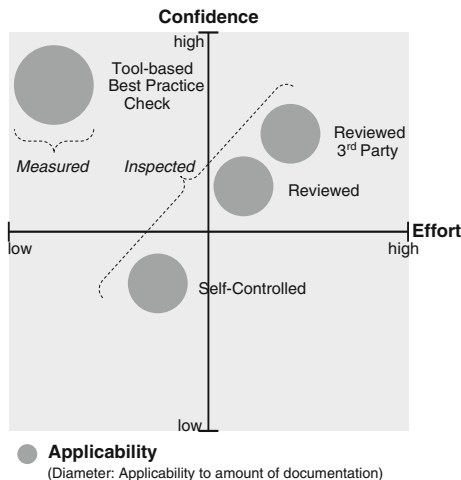 Confidence
high
Tool-based
Best Practice
Check
Reviewed
3rd Party
Measured
Inspected
Reviewed
Effort
low
high
Self-Controlled
low
Applicability
(Diameter: Applicability to amount of documentation)